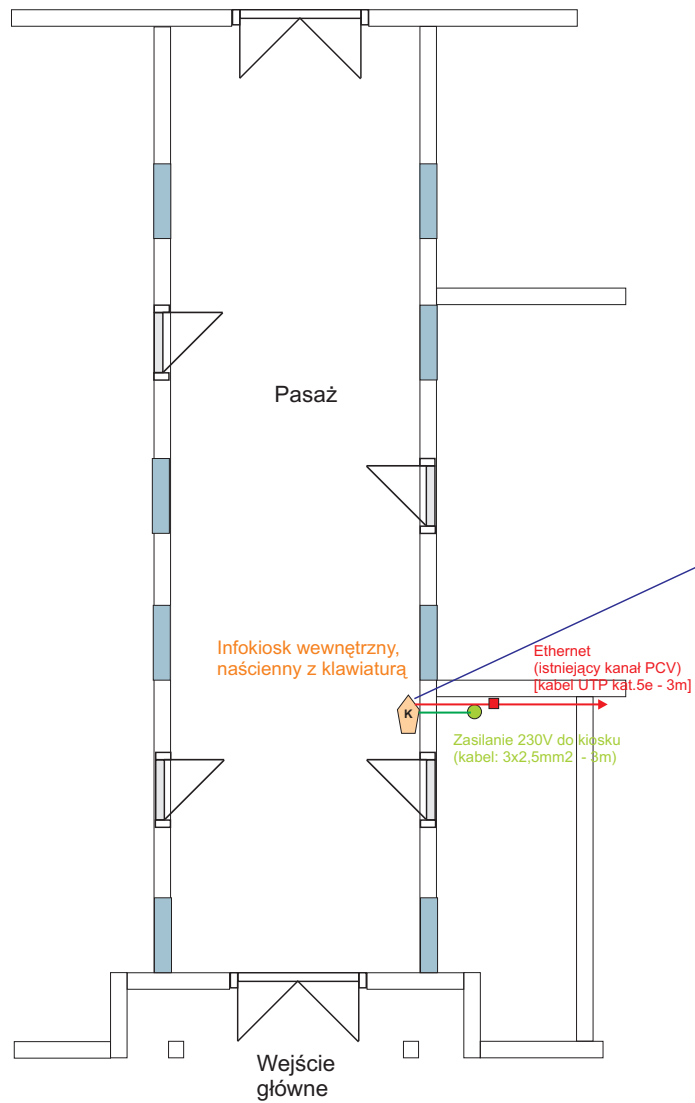 Pasaż
Infokiosk wewnętrzny,
naścienny z klawiaturą
Ethernet
(istniejący kanał PCV)
[kabel UTP kat.5e - 3m]
K
Zasilanie 230V do kiosku
(kabel: 3x2,5mm2 - 3m)
Wejście
główne